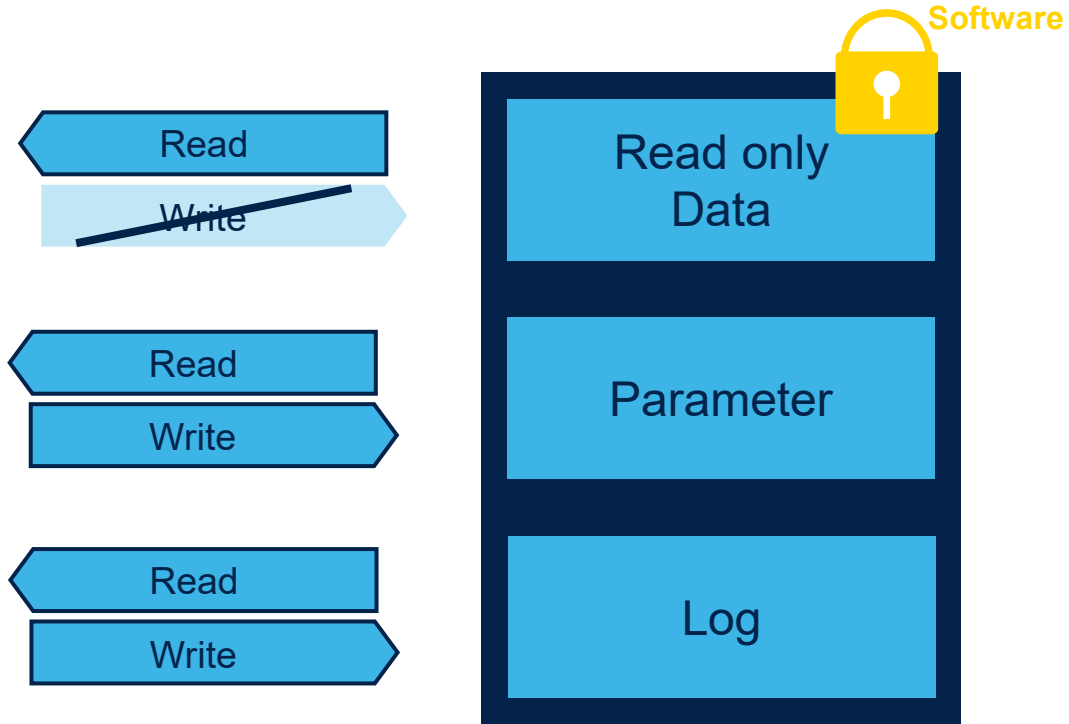 Software
Read
Write
Read only
Data
Read
Write
Parameter
Read
Write
Log